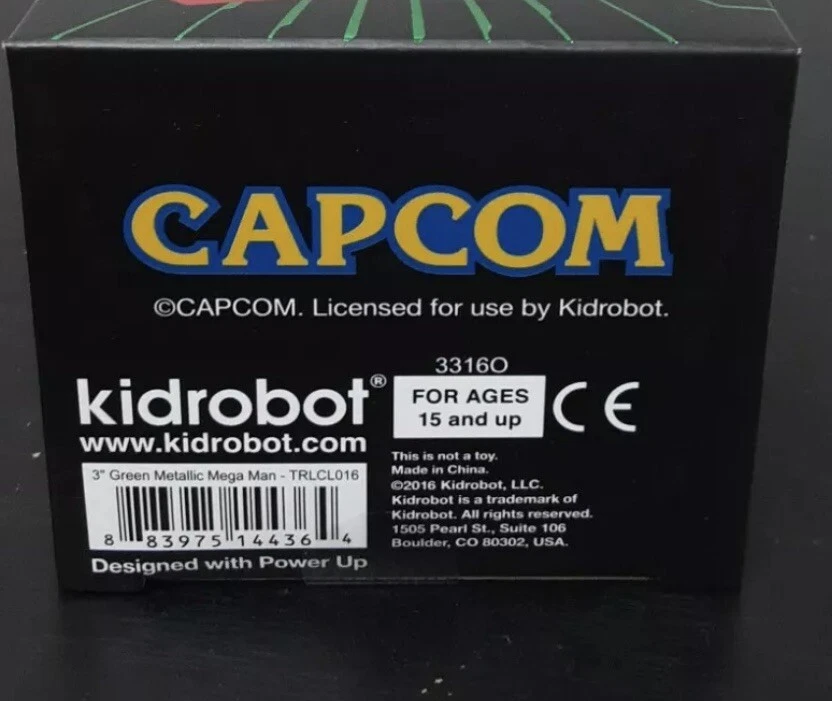 CAPCOM
©CAPCOM. Licensed for use by Kidrobot.
3316O
kidrobot®
FOR AGES
15 and up
CE
www.kidrobot.com
3" Green Metallic Mega Man - TRLCL016
8 83975 14436 4
Designed with Power Up
This is not a toy.
Made in China.
©2016 Kidrobot, LLC.
Kidrobot is a trademark of
Kidrobot. All rights reserved.
1505 Pearl St., Suite 106
Boulder, CO 80302, USA.